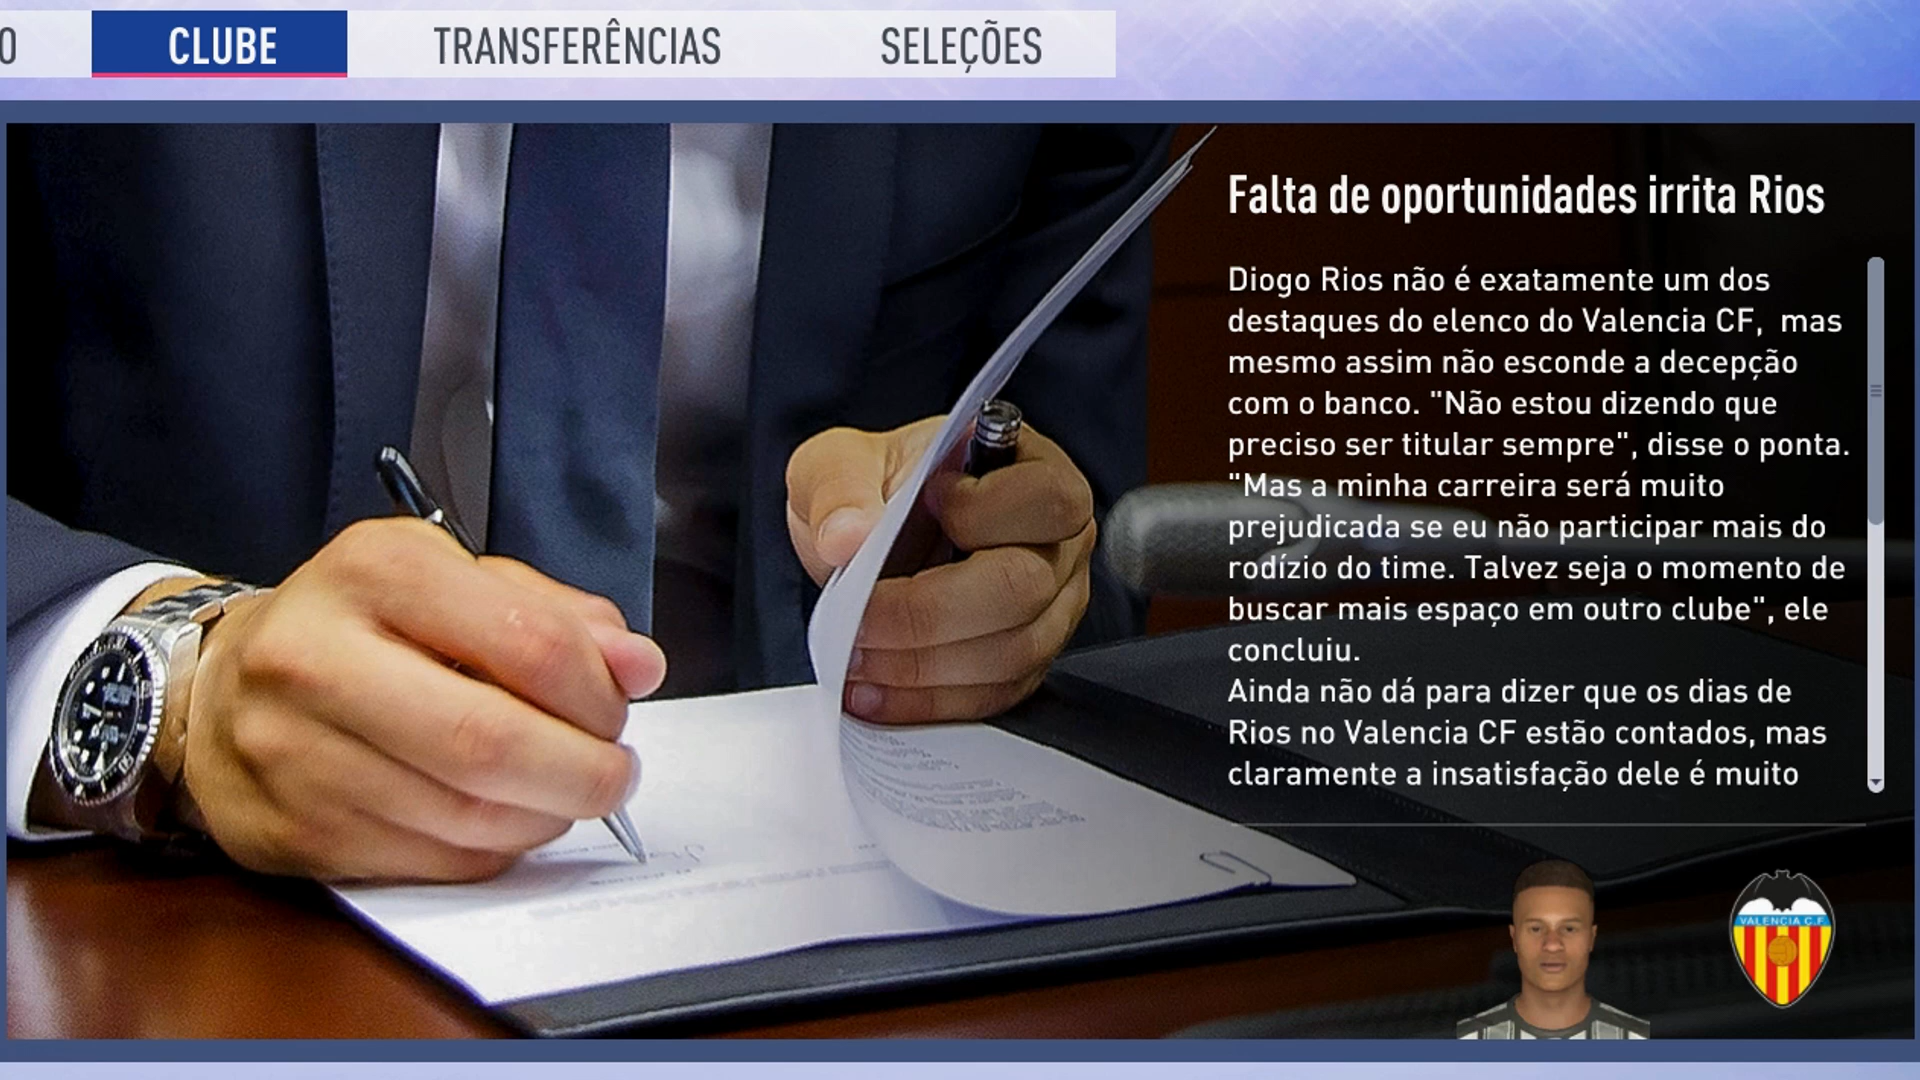 O
CLUBE
TRANSFERÊNCIAS
SELEÇÕES
Falta de oportunidades irrita Rios
Diogo Rios não é exatamente um dos
destaques do elenco do Valencia CF, mas
mesmo assim não esconde a decepção
com o banco. "Não estou dizendo que
preciso ser titular sempre", disse o ponta.
"Mas a minha carreira será muito
prejudicada se eu não participar mais do
rodízio do time. Talvez seja o momento de
buscar mais espaço em outro clube", ele
concluiu.
Ainda não dá para dizer que os dias de
Rios no Valencia CF estão contados, mas
claramente a insatisfação dele é muito
VALENCIA C.F